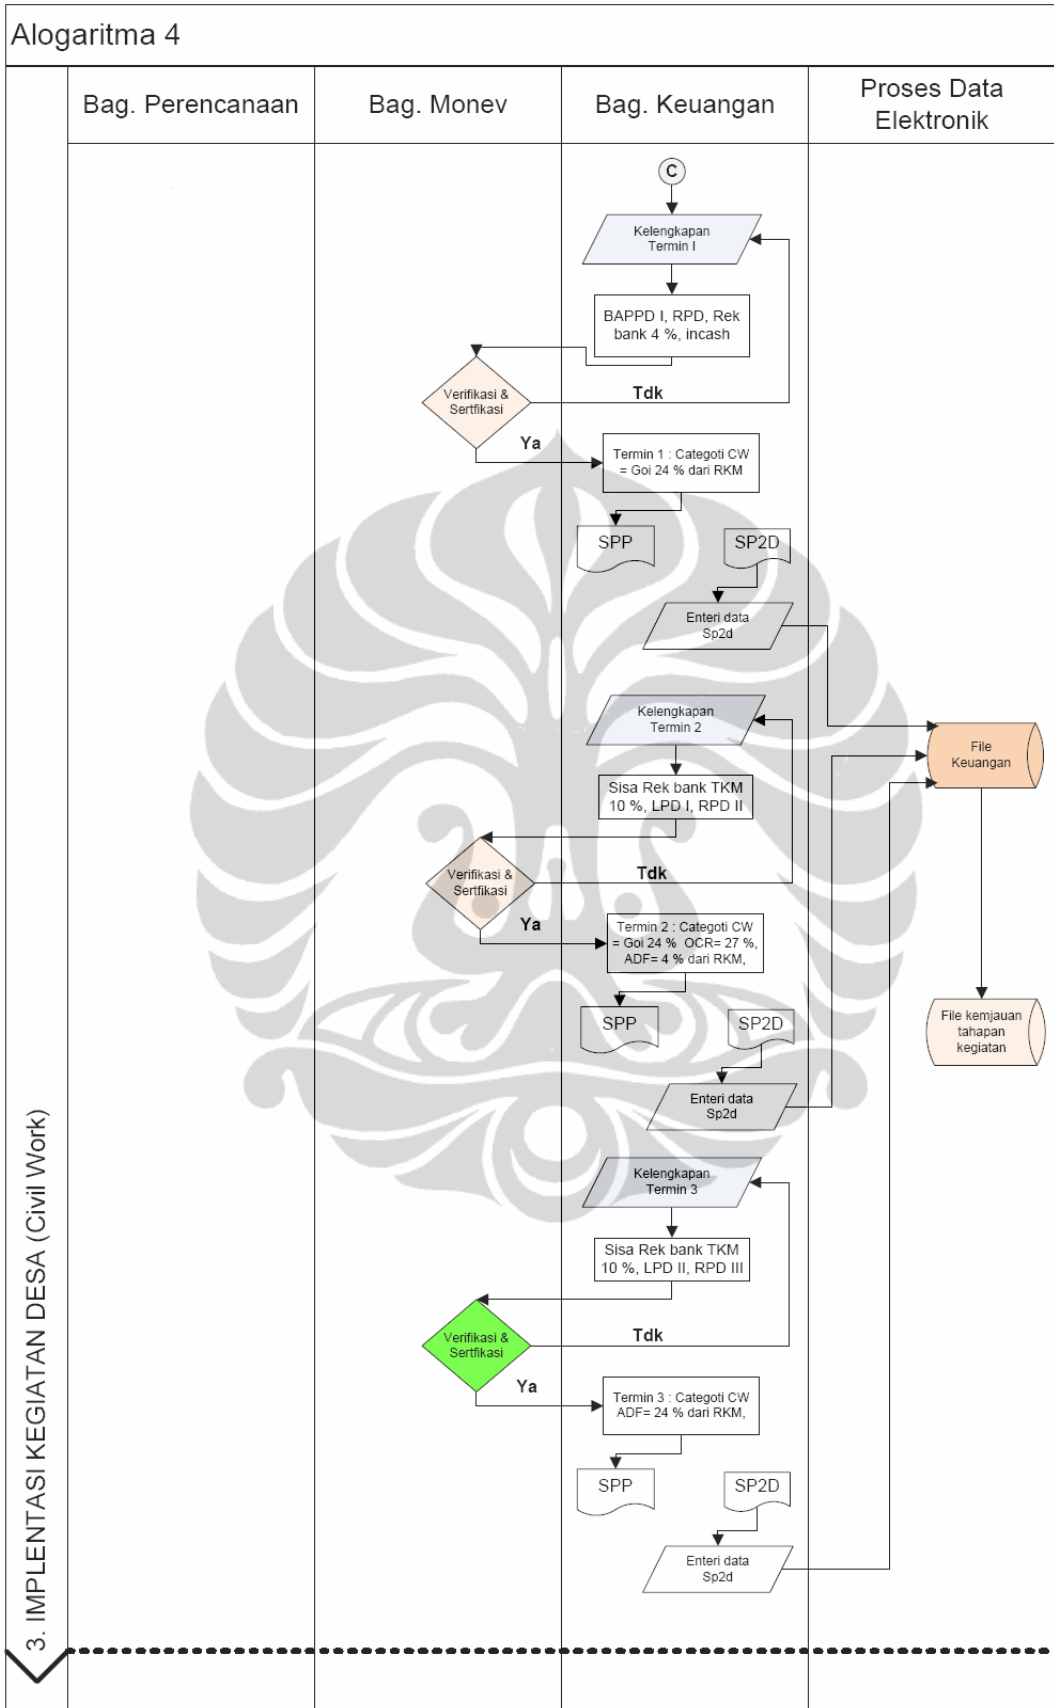 Alogaritma 4
Bag. Perencanaan
Bag. Monev
Bag. Keuangan
Proses Data
Elektronik
C
Kelengkapan
Termin I
BAPPD I, RPD, Rek
bank 4 %, incash
Verifikasi &
Sertfikasi
Tdk
Ya
Termin 1 : Categoti CW
= Goi 24 % dari RKM
SPP
SP2D
Enteri data
Sp2d
Kelengkapan
Termin 2
File
Keuangan
Sisa Rek bank TKM
10 %, LPD I, RPD II
Verifikasi &
Sertfikasi
Tdk
Ya
Termin 2 : Categoti CW
= Goi 24 % OCR= 27 %,
ADF= 4 % dari RKM,
SPP
SP2D
File kemjauan
tahapan
kegiatan
Enteri data
Sp2d
Kelengkapan
Termin 3
Sisa Rek bank TKM
10 %, LPD II, RPD III
Verifikasi &
Sertfikasi
Tdk
Ya
Termin 3 : Categoti CW
ADF= 24 % dari RKM,
SPP
SP2D
Enteri data
Sp2d
3. IMPLENTASI KEGIATAN DESA (Civil Work)